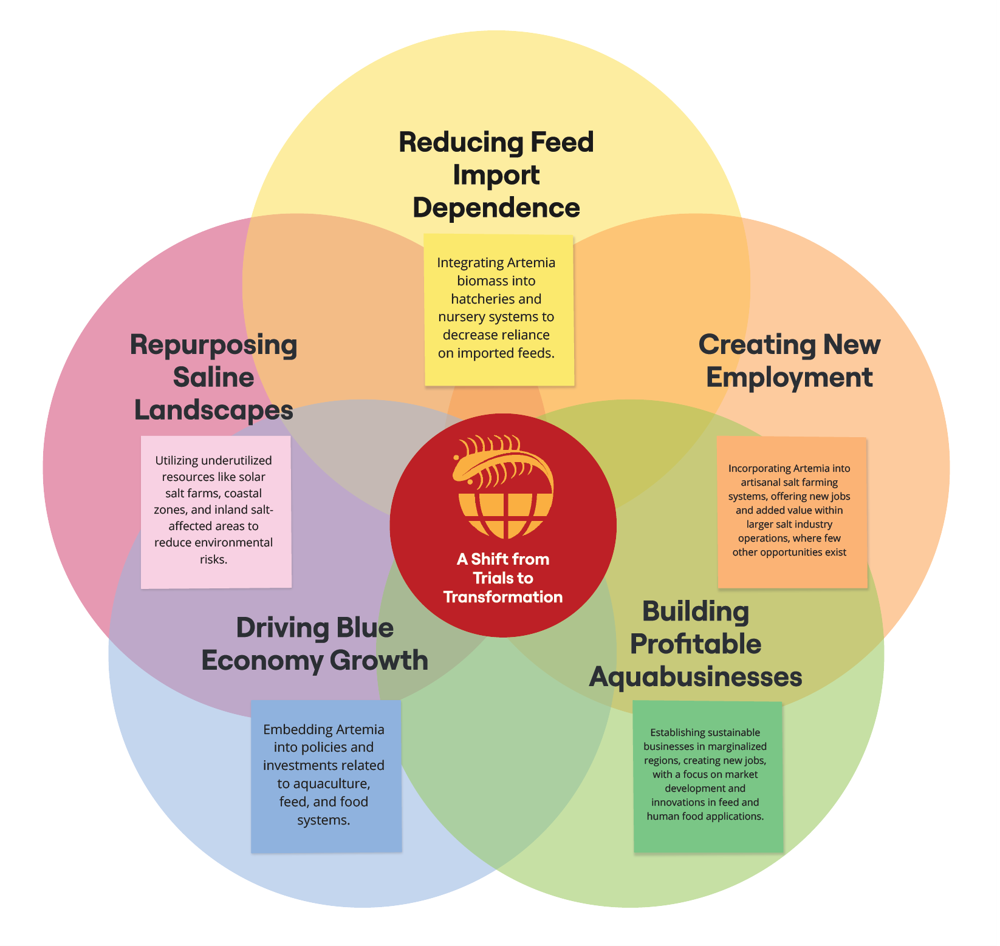 Reducing Feed
Import
Dependence
Integrating Artemia
biomass into
hatcheries and
nursery systems to
decrease reliance
on imported feeds.
Repurposing
Saline
Landscapes
Utilizing underutilized
resources like solar
salt farms, coastal
zones, and inland salt-
affected areas to
reduce environmental
risks.
Creating New
Employment
Incorporating Artemia into
artisanal salt farming
systems, offering new jobs
and added value within
larger salt industry
operations, where few
other opportunities exist
A Shift from
Trials to
Transformation
Driving Blue
Economy Growth
Embedding Artemia
into policies and
investments related
to aquaculture,
feed, and food
systems.
Building
Profitable
Aquabusinesses
Establishing sustainable
businesses in marginalized
regions, creating new jobs,
with a focus on market
development and
innovations in feed and
human food applications.